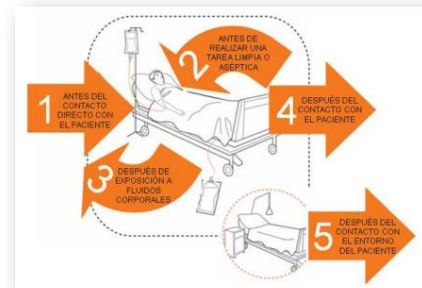 1
ANTES DEL
CONTACTO
DIRECTO CON
EL PACIENTE
2
ANTES DE
REALIZAR UNA
TAREA LIMPIA O
ASÉPTICA
3
DESPUÉS DE
EXPOSICIÓN A
FLUIDOS
CORPORALES
4
DESPUÉS DEL
CONTACTO CON
EL PACIENTE
5
DESPUÉS DEL
CONTACTO CON
EL ENTORNO
DEL PACIENTE